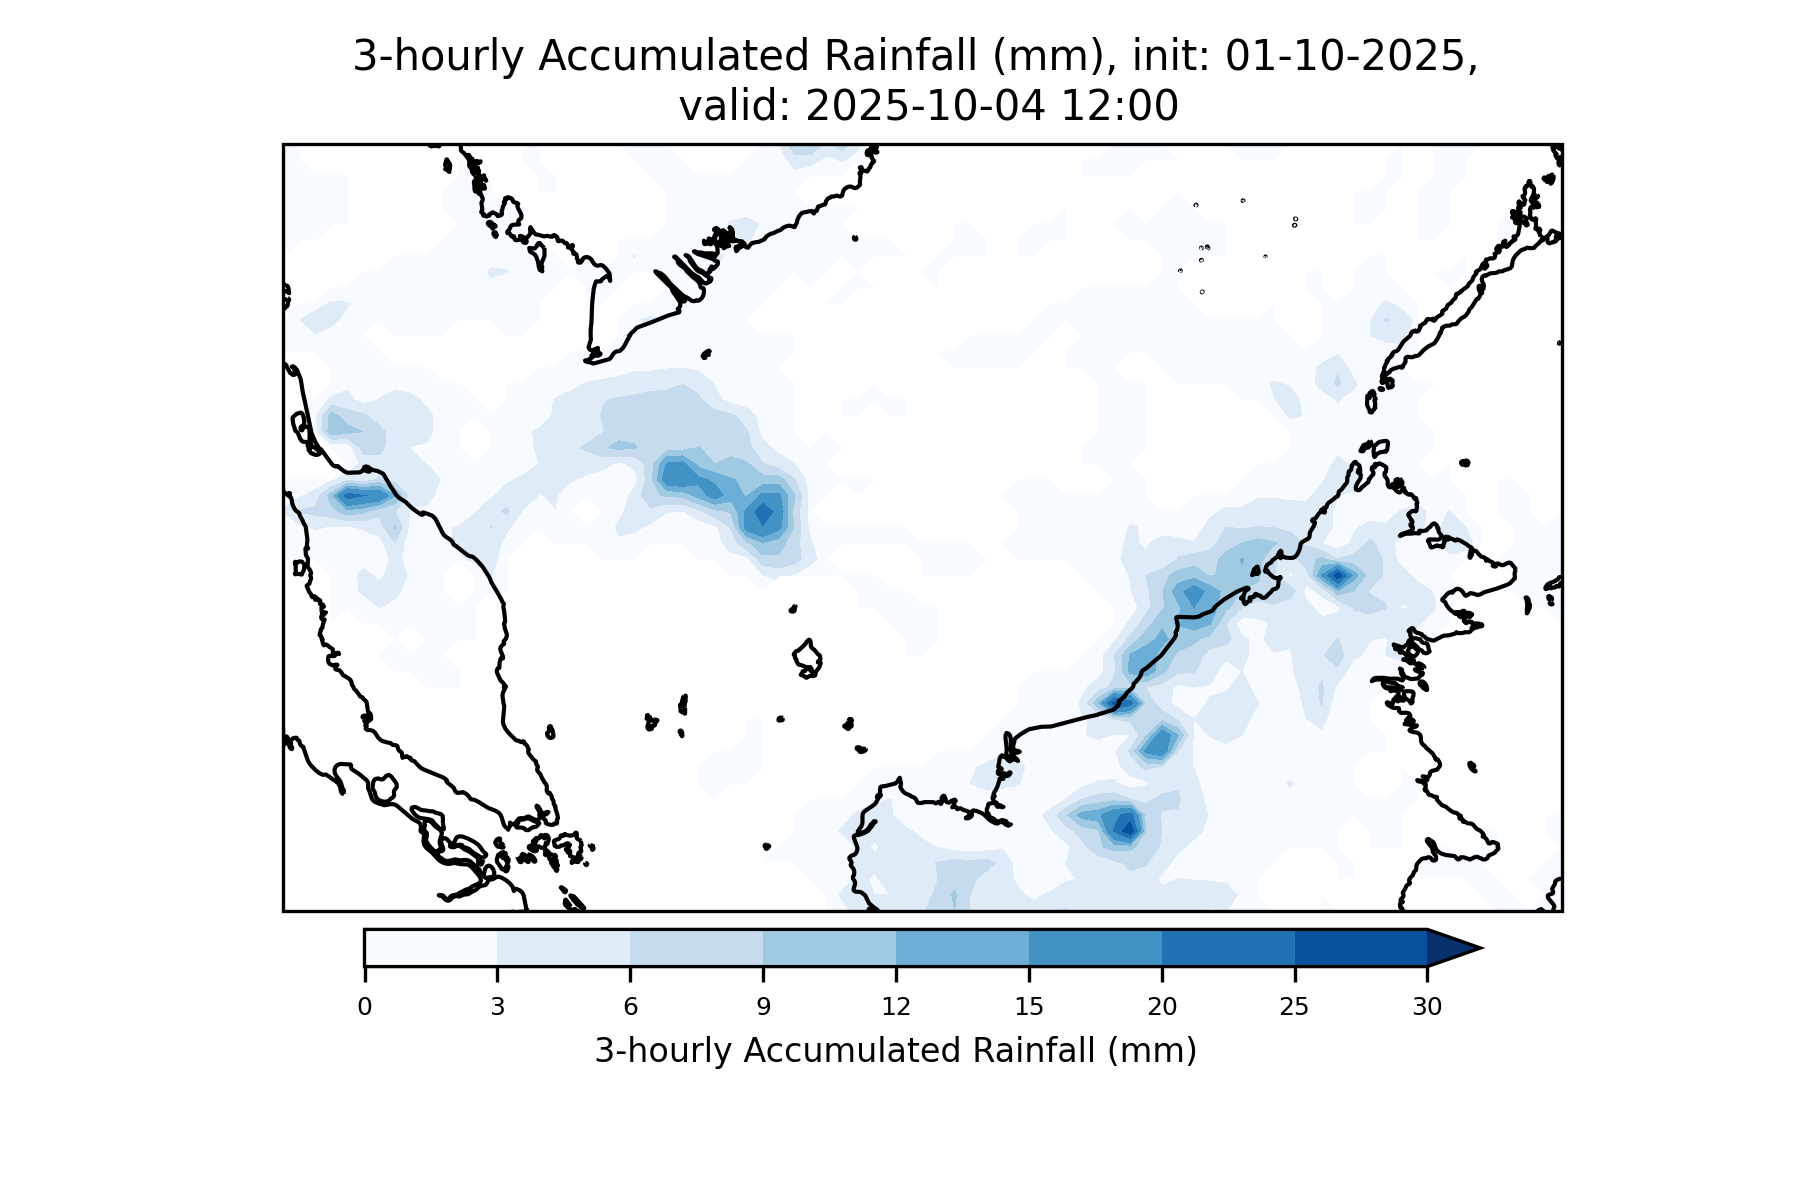 3-hourly Accumulated Rainfall (mm), init: 01-10-2025,
valid: 2025-10-04 12:00
0 3 6 9 12 15 20 25 30
3-hourly Accumulated Rainfall (mm)